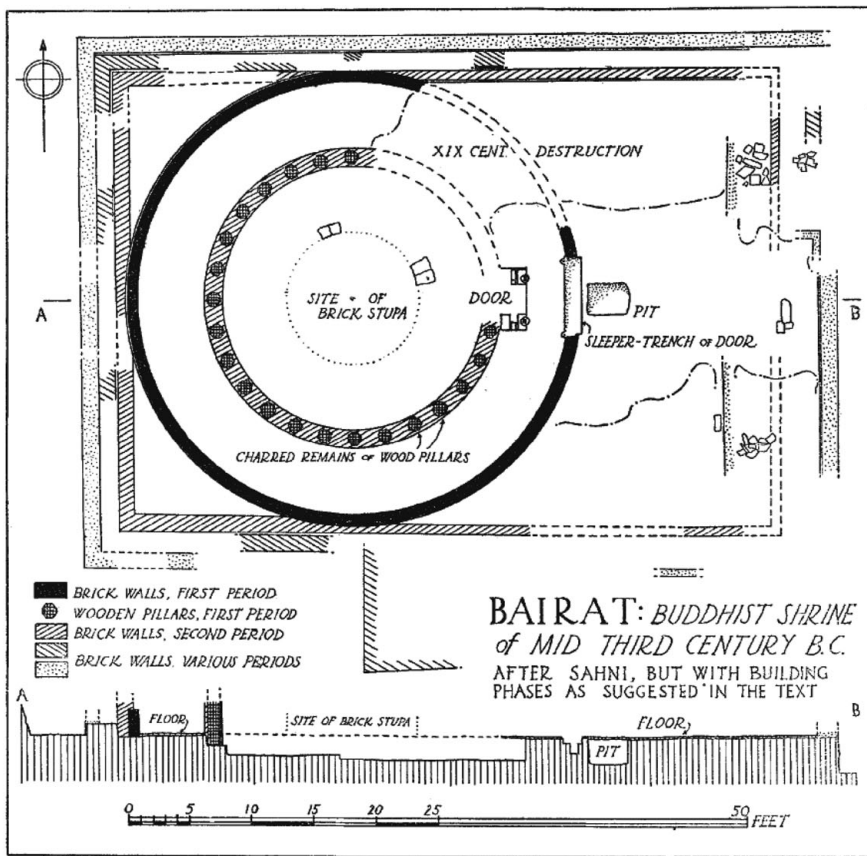 XIX CENT. DESTRUCTION
A
SITE OF
BRICK STUPA
DOOR
PIT
B
SLEEPER-TRENCH OF DOOR
CHARRED REMAINS OF WOOD PILLARS
BRICK WALLS, FIRST PERIOD
WOODEN PILLARS, FIRST PERIOD
BRICK WALLS, SECOND PERIOD
BRICK WALLS. VARIOUS PERIODS
BAIRAT: BUDDHIST SHRINE
of MID THIRD CENTURY B.C.
AFTER SAHNI, BUT WITH BUILDING
PHASES AS SUGGESTED IN THE TEXT
A
FLOOR
SITE OF BRICK STUPA
FLOOR
PIT
B
0 5 10 15 20 25 50 FEET